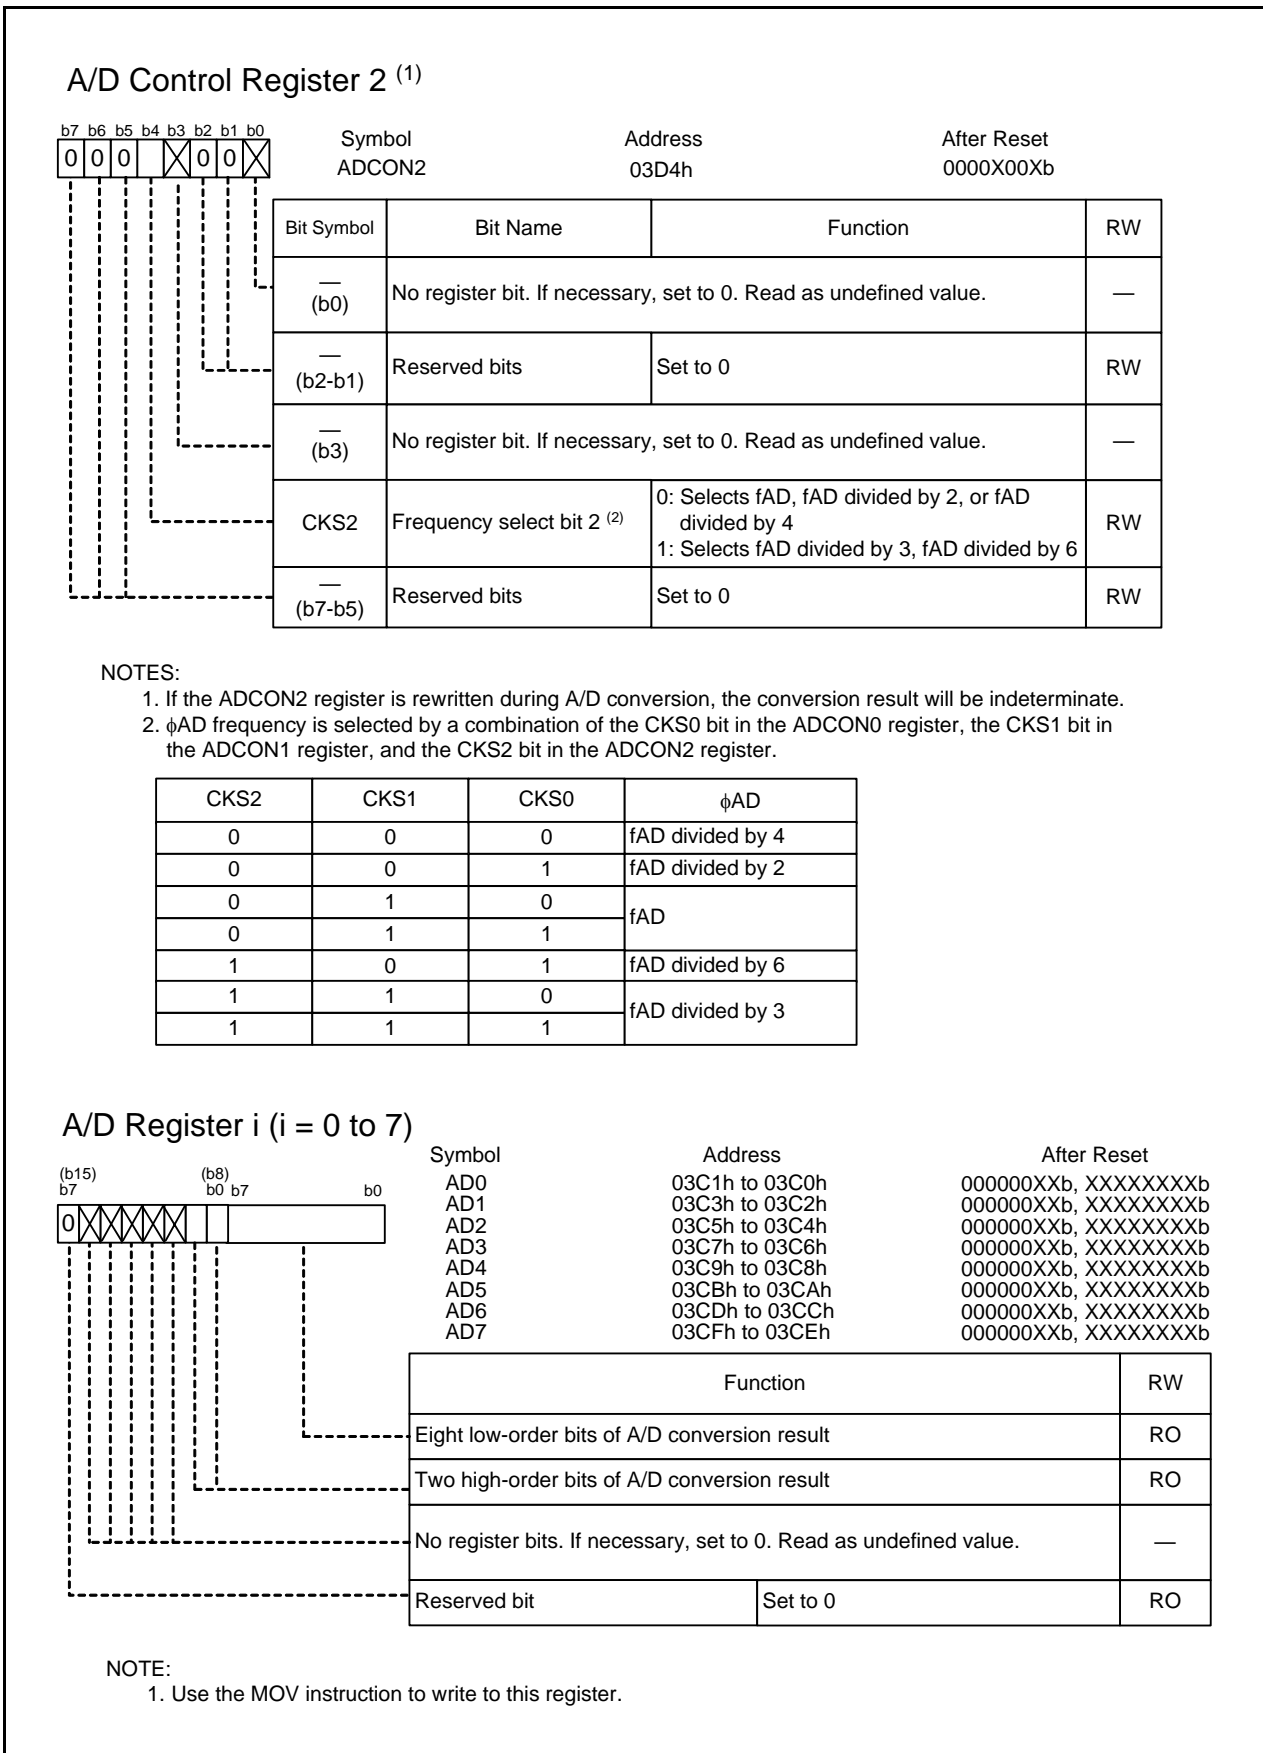 A/D Control Register 2 (1)
b7 b6 b5 b4 b3 b2 b1 b0
0 0 0 0 0
Symbol Address After Reset
ADCON2 03D4h 0000X00Xb
Bit Symbol Bit Name Function RW
— (b0) No register bit. If necessary, set to 0. Read as undefined value. —
— (b2-b1) Reserved bits Set to 0 RW
— (b3) No register bit. If necessary, set to 0. Read as undefined value. —
CKS2 Frequency select bit 2 (2) 0: Selects fAD, fAD divided by 2, or fAD
divided by 4
1: Selects fAD divided by 3, fAD divided by 6 RW
— (b7-b5) Reserved bits Set to 0 RW
NOTES:
1. If the ADCON2 register is rewritten during A/D conversion, the conversion result will be indeterminate.
2. ϕAD frequency is selected by a combination of the CKS0 bit in the ADCON0 register, the CKS1 bit in
the ADCON1 register, and the CKS2 bit in the ADCON2 register.
CKS2 CKS1 CKS0 ϕAD
0 0 0 fAD divided by 4
0 0 1 fAD divided by 2
0 1 0 fAD
0 1 1
1 0 1 fAD divided by 6
1 1 0 fAD divided by 3
1 1 1
A/D Register i (i = 0 to 7)
(b15) (b8)
b7 b0 b7 b0
0
Symbol Address After Reset
AD0 03C1h to 03C0h 000000XXb, XXXXXXXXb
AD1 03C3h to 03C2h 000000XXb, XXXXXXXXb
AD2 03C5h to 03C4h 000000XXb, XXXXXXXXb
AD3 03C7h to 03C6h 000000XXb, XXXXXXXXb
AD4 03C9h to 03C8h 000000XXb, XXXXXXXXb
AD5 03CBh to 03CAh 000000XXb, XXXXXXXXb
AD6 03CDh to 03CCh 000000XXb, XXXXXXXXb
AD7 03CFh to 03CEh 000000XXb, XXXXXXXXb
Function RW
Eight low-order bits of A/D conversion result RO
Two high-order bits of A/D conversion result RO
No register bits. If necessary, set to 0. Read as undefined value. —
Reserved bit Set to 0 RO
NOTE:
1. Use the MOV instruction to write to this register.